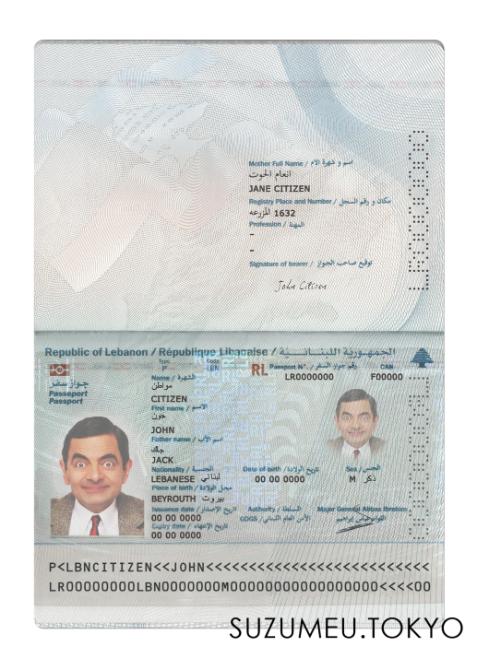 Mother Full Name / اسم و شهرة الام
انعام الحوت
JANE CITIZEN
Registry Place and Number / مكان و رقم السجل
1632 المزرعه
Profession / المهنة
-
-
Signature of bearer / توقيع صاحب الجواز
John Citizen
Republic of Lebanon / République Libanaise / الجمهورية اللبنانية
جواز سفر
Passeport
Passport
Type
P
Code
LBN
RL
Passport N°. / رقم جواز السفر
LR0000000
CAN
F00000
Name / الشهرة
مواطن
CITIZEN
First name / الاسم
جون
JOHN
Father name / اسم الأب
جاك
JACK
Nationality / الجنسية
LEBANESE لبناني
Date of birth / تاريخ الولادة
00 00 0000
Sex / الجنس
M ذكر
Place of birth / محل الولادة
BEYROUTH بيروت
Issuance date / تاريخ الإصدار
00 00 0000
Authority / السلطة
GDGS / الأمن العام اللبناني
Major General Abbas Ibrahim
اللواء عباس إبراهيم
Expiry date / تاريخ الإنتهاء
00 00 0000
P<LBNCITIZEN<<JOHN<<<<<<<<<<<<<<<<<<<<<<<<<<
LR00000000LBN0000000M00000000000000000<<<<00
SUZUMEU.TOKYO